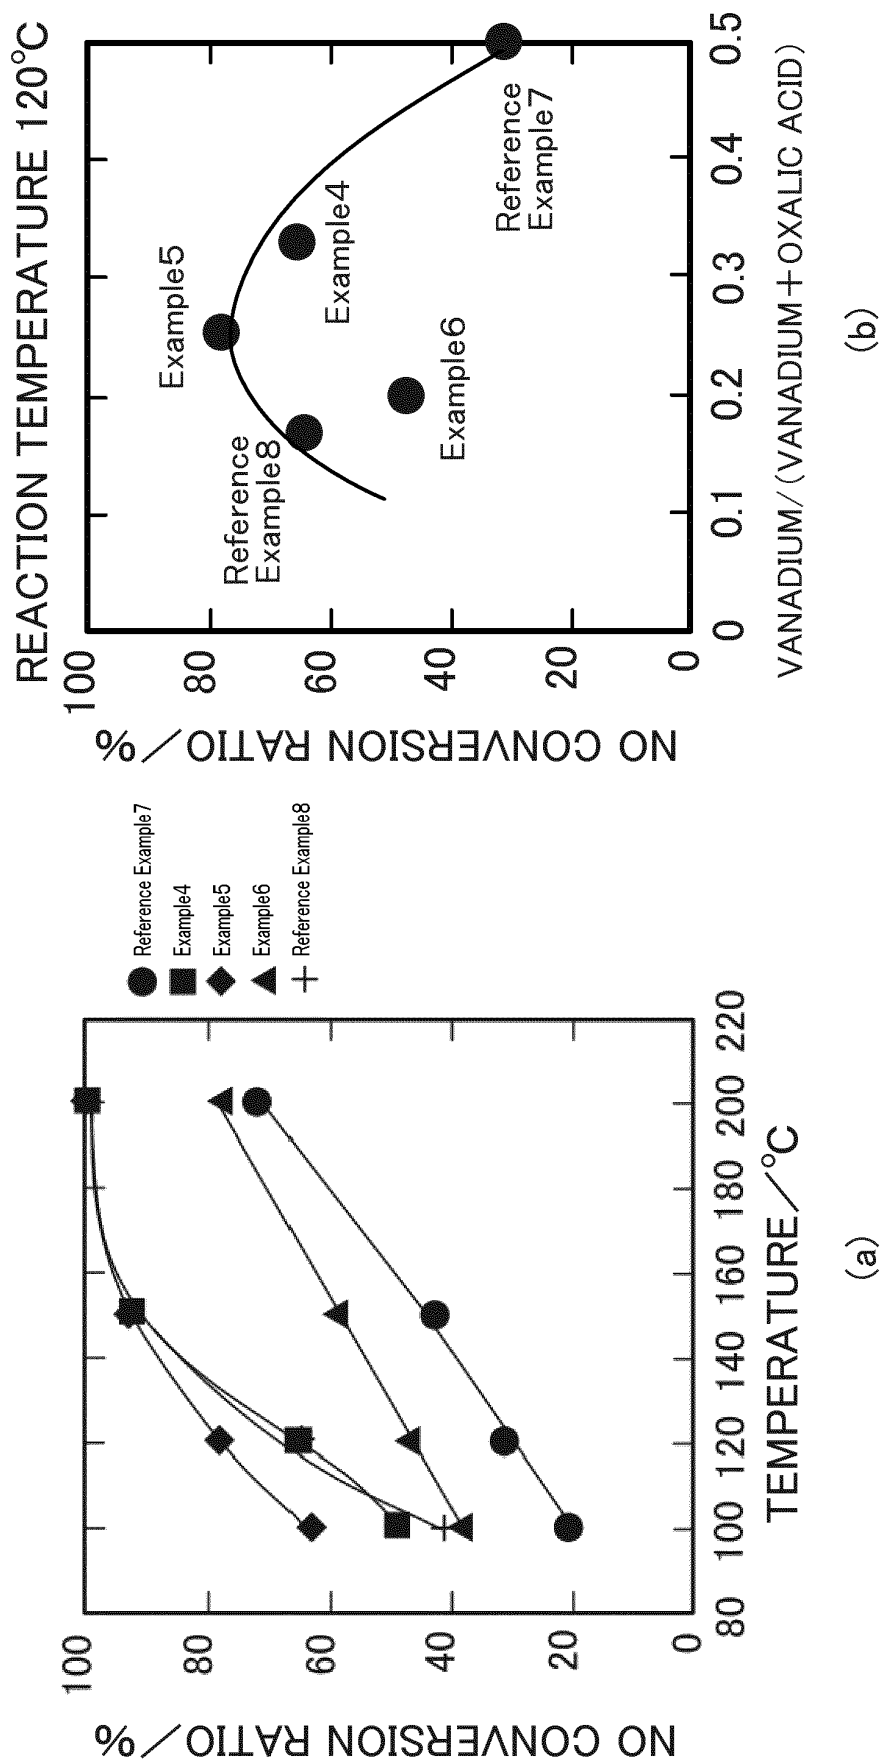 100
80
60
40
20
0
NO CONVERSION RATIO/%
80
100
120
140
160
180
200
220
TEMPERATURE/°C
Reference Example7
Example4
Example5
Example6
Reference Example8
(a)
REACTION TEMPERATURE 120°C
100
80
60
40
20
0
NO CONVERSION RATIO/%
Example5
Reference
Example8
Example4
Example6
Reference
Example7
0
0.1
0.2
0.3
0.4
0.5
VANADIUM/(VANADIUM+OXALIC ACID)
(b)